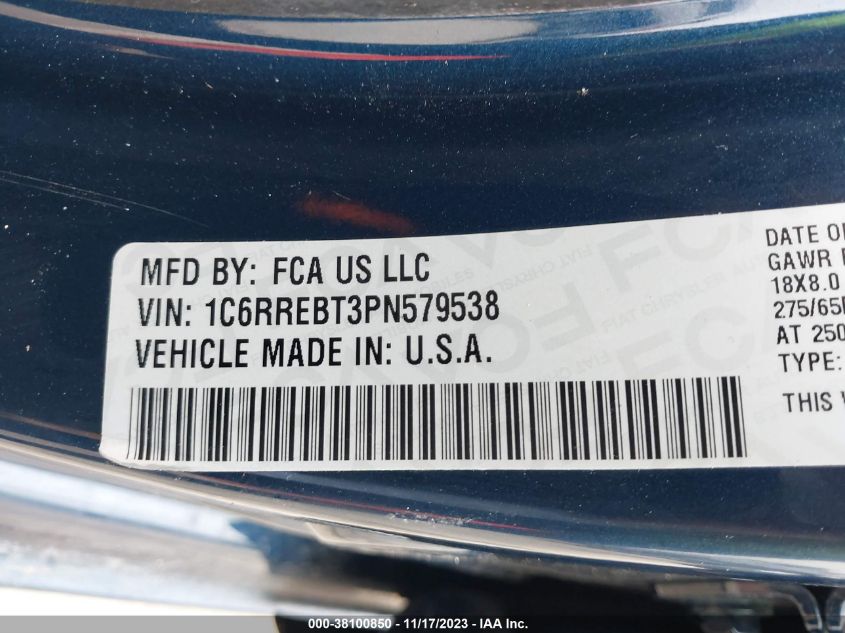 MFD BY: FCA US LLC
VIN: 1C6RREBT3PN579538
VEHICLE MADE IN: U.S.A.
DATE OF
GAWR
18X8.0
275/65
AT 250
TYPE:
THIS
000-38100850 - 11/17/2023 - IAA Inc.